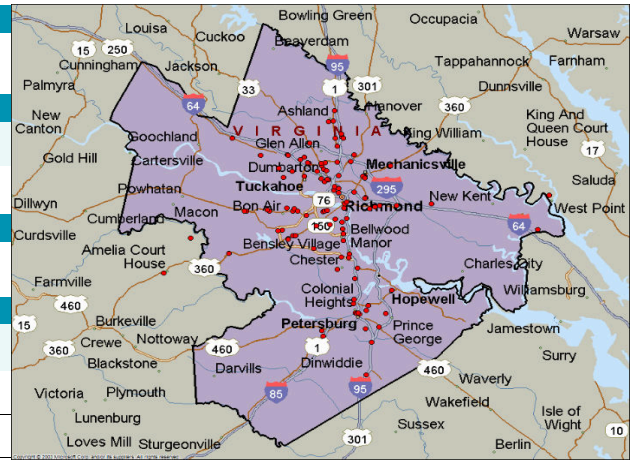 Bowling Green
Occupacia
Louisa
Cuckoo
Warsaw
15
250
Beaverdam
Cunningham
Jackson
95
Tappahannock
Farnham
Palmyra
33
1
301
Dunnsville
64
Ashland
Hanover
360
New
Canton
VIRGINIA
King William
King And
Queen Court
House
Goochland
Glen Allen
17
Gold Hill
Cartersville
Dumbarton
Mechanicsville
Saluda
Powhatan
Tuckahoe
295
New Kent
Dillwyn
76
Bon Air
Richmond
West Point
Cumberland
Macon
64
Curdsville
Bellwood
Manor
Amelia Court
House
Bensley Village
360
Chester
Charles City
Farmville
Colonial
Heights
Hopewell
Williamsburg
460
15
Burkeville
Petersburg
Prince
George
Jamestown
360
Crewe
Nottoway
460
1
Surry
Blackstone
Darvills
Dinwiddie
460
Waverly
Victoria
Plymouth
85
95
Wakefield
Lunenburg
Sussex
Isle of
Wight
Loves Mill
Sturgeonville
301
Berlin
10